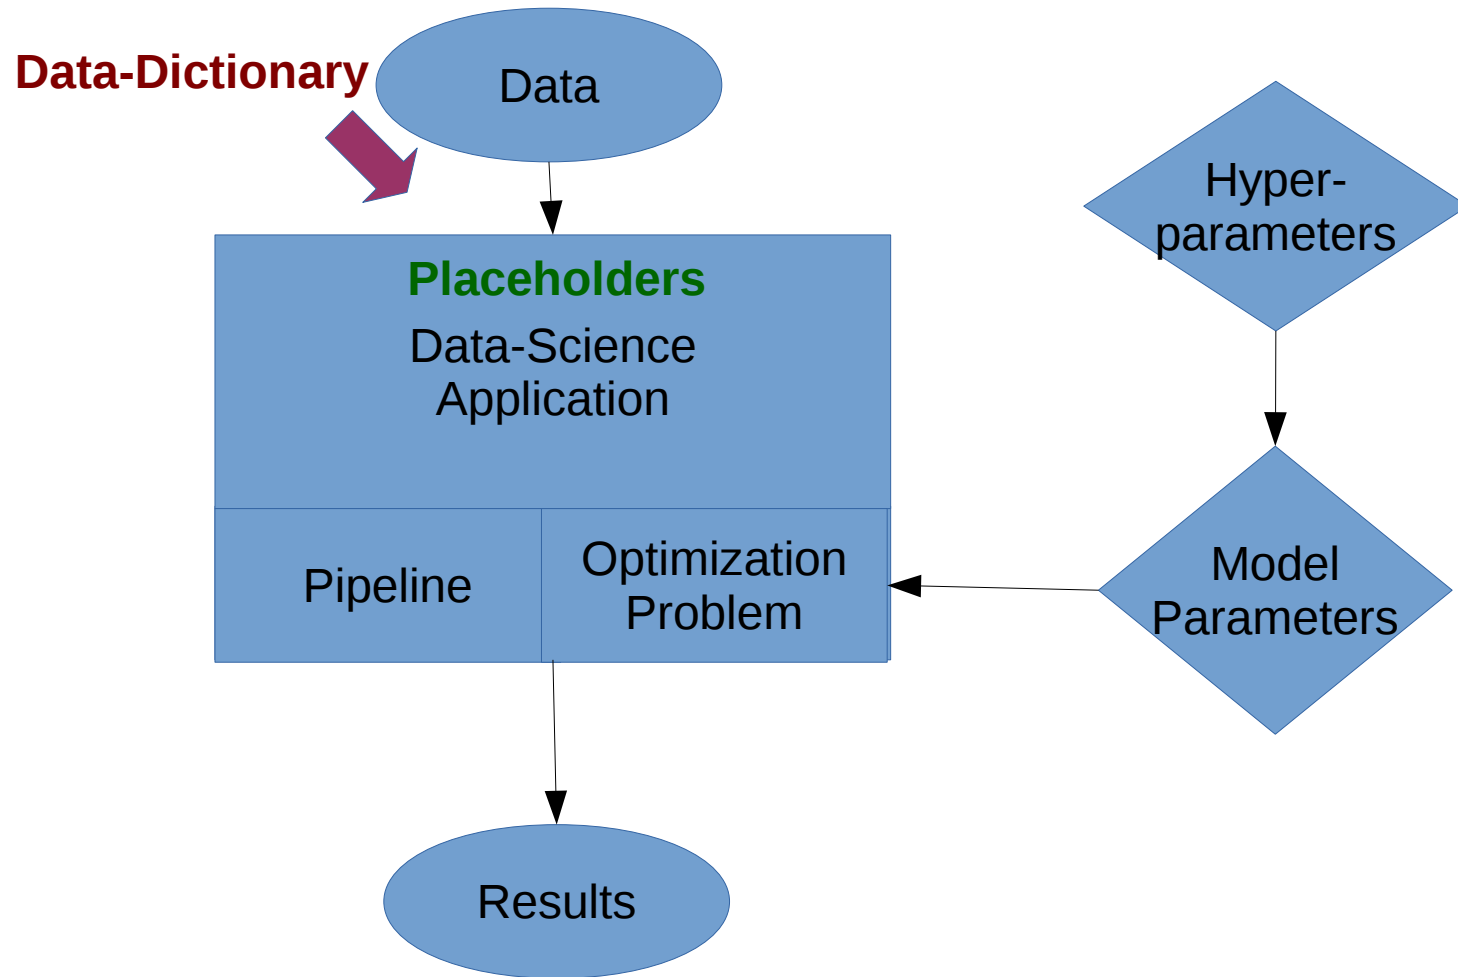 Data-Dictionary
Data
Hyper-
parameters
Placeholders
Data-Science
Application
Pipeline
Optimization
Problem
Model
Parameters
Results